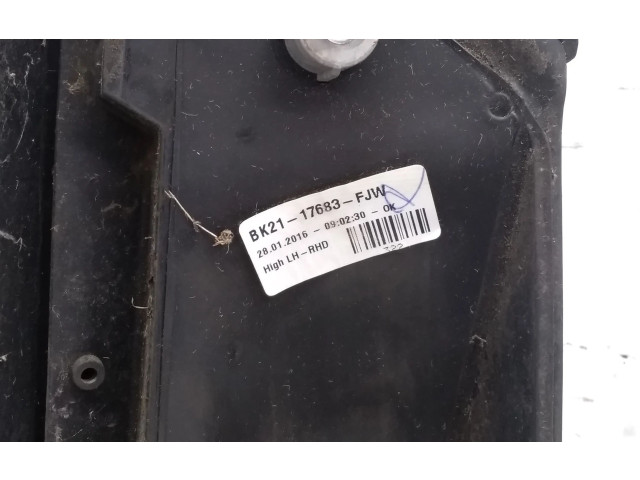 BK21-17683-FJW
28.01.2016 - 09:02:30 - OK
High LH-RHD